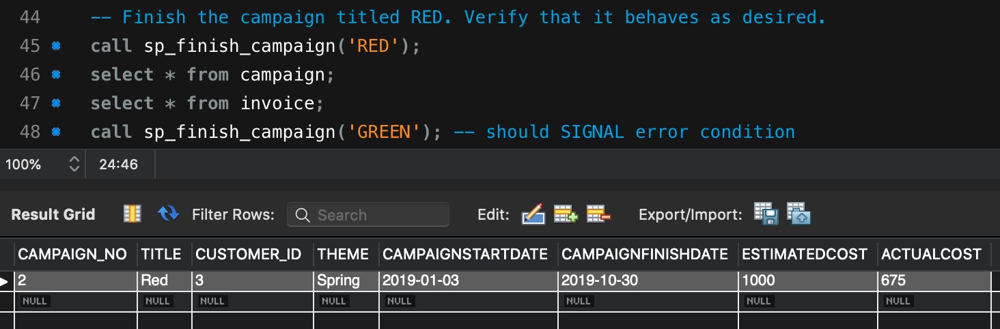 44 -- Finish the campaign titled RED. Verify that it behaves as desired.
45 call sp_finish_campaign('RED');
46 select * from campaign;
47 select * from invoice;
48 call sp_finish_campaign('GREEN'); -- should SIGNAL error condition
100% 24:46
Result Grid Filter Rows: Search Edit: Export/Import:
CAMPAIGN_NO TITLE CUSTOMER_ID THEME CAMPAIGNSTARTDATE CAMPAIGNFINISHDATE ESTIMATEDCOST ACTUALCOST
2 Red 3 Spring 2019-01-03 2019-10-30 1000 675
NULL NULL NULL NULL NULL NULL NULL NULL